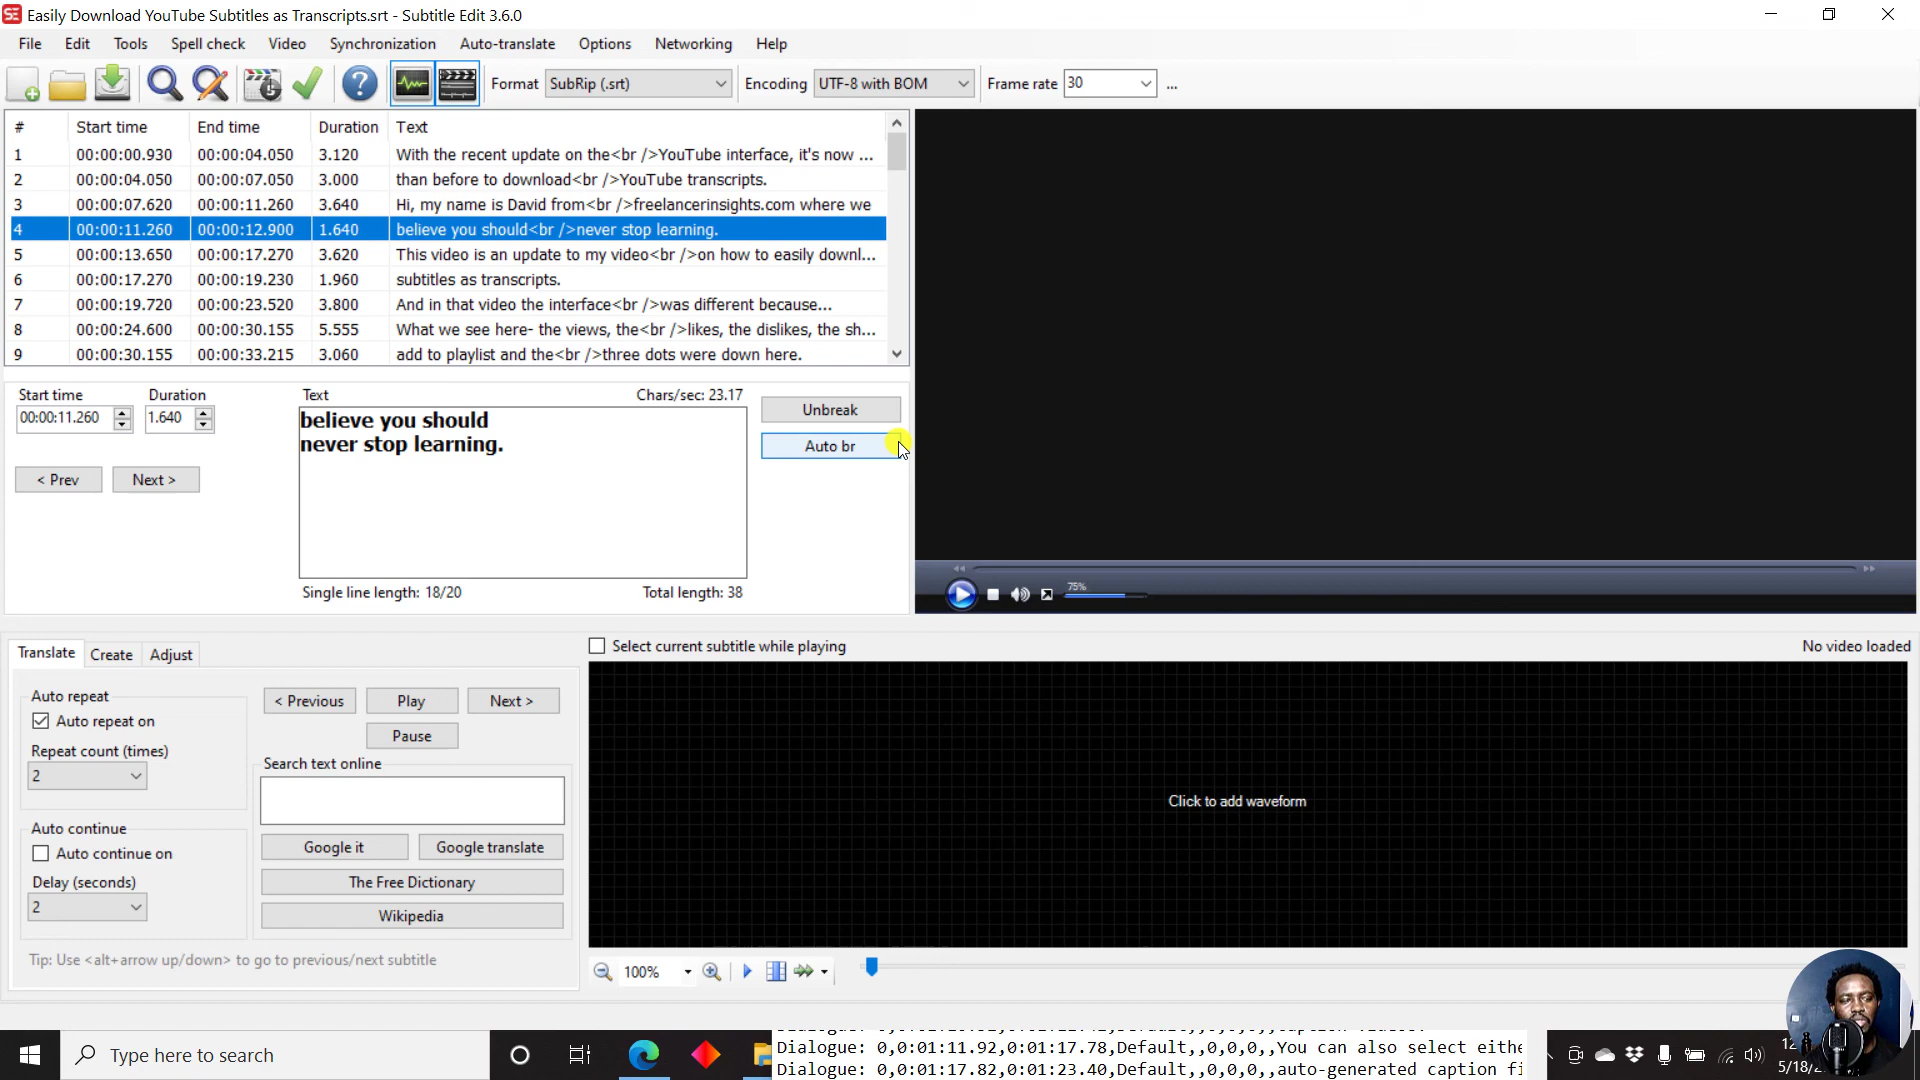 Easily Download YouTube Subtitles as Transcripts.srt - Subtitle Edit 3.6.0
File Edit Tools Spell check Video Synchronization Auto-translate Options Networking Help
Format SubRip (.srt) Encoding UTF-8 with BOM Frame rate 30 ...
# Start time End time Duration Text
1 00:00:00.930 00:00:04.050 3.120 With the recent update on the<br />YouTube interface, it's now ...
2 00:00:04.050 00:00:07.050 3.000 than before to download<br />YouTube transcripts.
3 00:00:07.620 00:00:11.260 3.640 Hi, my name is David from<br />freelancerinsights.com where we
4 00:00:11.260 00:00:12.900 1.640 believe you should<br />never stop learning.
5 00:00:13.650 00:00:17.270 3.620 This video is an update to my video<br />on how to easily downl...
6 00:00:17.270 00:00:19.230 1.960 subtitles as transcripts.
7 00:00:19.720 00:00:23.520 3.800 And in that video the interface<br />was different because...
8 00:00:24.600 00:00:30.155 5.555 What we see here- the views, the<br />likes, the dislikes, the sh...
9 00:00:30.155 00:00:33.215 3.060 add to playlist and the<br />three dots were down here.
Start time Duration Text Chars/sec: 23.17
00:00:11.260 1.640
believe you should
never stop learning.
Unbreak
Auto br
< Prev Next >
Single line length: 18/20 Total length: 38
75%
Translate Create Adjust
Select current subtitle while playing No video loaded
Auto repeat
Auto repeat on
Repeat count (times)
2
Auto continue
Auto continue on
Delay (seconds)
2
< Previous Play Next >
Pause
Search text online
Google it Google translate
The Free Dictionary
Wikipedia
Tip: Use <alt+arrow up/down> to go to previous/next subtitle
Click to add waveform
100%
Type here to search
Dialogue: 0,0:01:11.92,0:01:17.78,Default,,0,0,0,,You can also select eithe
Dialogue: 0,0:01:17.82,0:01:23.40,Default,,0,0,0,,auto-generated caption fi